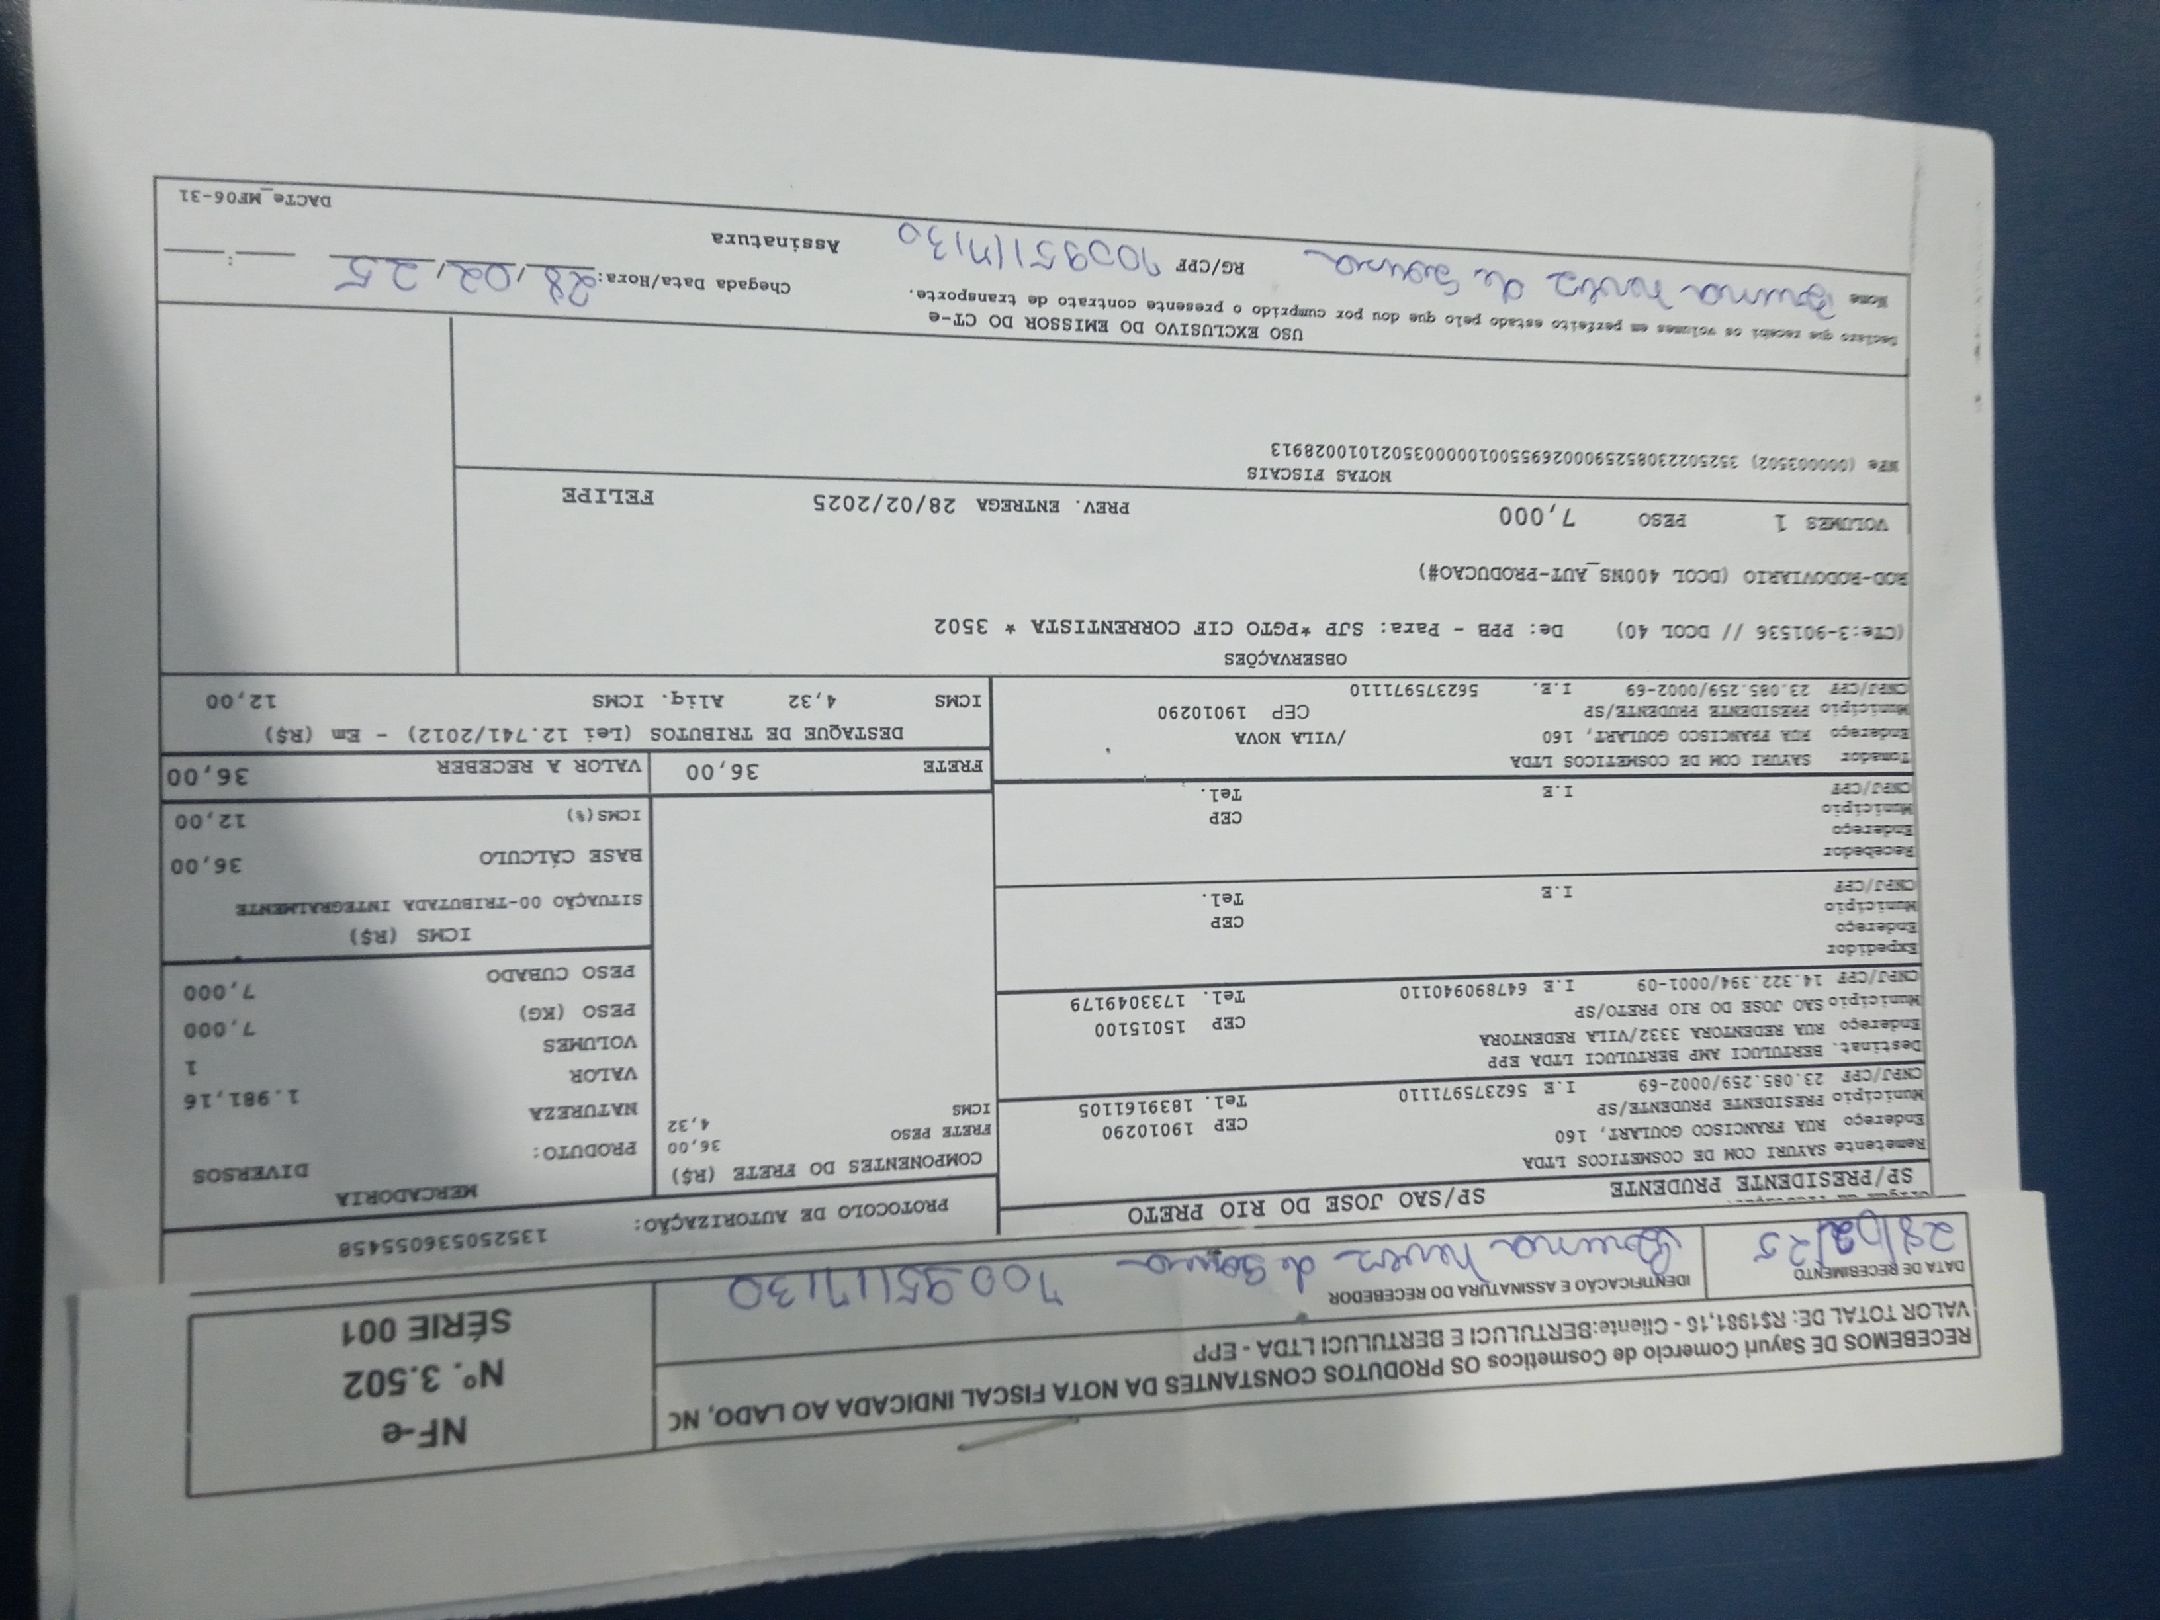 RECEBEMOS DE Sayuri Comercio de Cosmeticos OS PRODUTOS CONSTANTES DA NOTA FISCAL INDICADA AO LADO, NC
VALOR TOTAL DE: R$1981,16 - Cliente:BERTULUCI E BERTULUCI LTDA - EPP
DATA DE RECEBIMENTO
28/02/25
IDENTIFICAÇÃO E ASSINATURA DO RECEBEDOR
Bruna de Souza
NF-e
Nº. 3.502
SÉRIE 001
SP/PRESIDENTE PRUDENTE SP/SAO JOSE DO RIO PRETO
PROTOCOLO DE AUTORIZAÇÃO: 135250536055458
Remetente SAYURI COM DE COSMETICOS LTDA
Endereço RUA FRANCISCO GOULART, 160 CEP 19010290
Município PRESIDENTE PRUDENTE/SP Tel. 1839161105
CNPJ/CPF 23.085.259/0002-69 I.E 562375971110
Destinat. BERTULUCI AMP BERTULUCI LTDA EPP
Endereço RUA REDENTORA 3332/VILA REDENTORA CEP 15015100
Município SAO JOSE DO RIO PRETO/SP Tel. 1733049179
CNPJ/CPF 14.322.394/0001-09 I.E 647890940110
Expedidor
Endereço
Município CEP
CNPJ/CPF I.E Tel.
Recebedor
Endereço
Município CEP
CNPJ/CPF I.E Tel.
Tomador SAYURI COM DE COSMETICOS LTDA
Endereço RUA FRANCISCO GOULART, 160 /VILA NOVA
Município PRESIDENTE PRUDENTE/SP CEP 19010290
CNPJ/CPF 23.085.259/0002-69 I.E. 562375971110
COMPONENTES DO FRETE (R$)
FRETE PESO 36,00
ICMS 4,32
MERCADORIA
PRODUTO: DIVERSOS
NATUREZA
VALOR 1.981,16
VOLUMES 1
PESO (KG) 7,000
PESO CUBADO 7,000
ICMS (R$)
SITUAÇÃO 00-TRIBUTADA INTEGRALMENTE
BASE CÁLCULO 36,00
ICMS(%) 12,00
FRETE 36,00 VALOR A RECEBER 36,00
DESTAQUE DE TRIBUTOS (Lei 12.741/2012) - Em (R$)
ICMS 4,32 Aliq. ICMS 12,00
OBSERVAÇÕES
(CTe:3-901536 // DCOL 40) De: PPB - Para: SJP *PGTO CIF CORRENTISTA * 3502
ROD-RODOVIARIO (DCOL 400NS_AUT-PRODUCAO#)
VOLUMES 1 PESO 7,000 PREV. ENTREGA 28/02/2025 FELIPE
NOTAS FISCAIS
NFe (000003502) 35250223085259000269550010000035021010028913
USO EXCLUSIVO DO EMISSOR DO CT-e
Declaro que recebi os volumes em perfeito estado pelo que dou por cumprido o presente contrato de transporte.
Chegada Data/Hora: 28/02/25 :
Nome Bruna de Souza RG/CPF Assinatura
DACTe_MF06-31